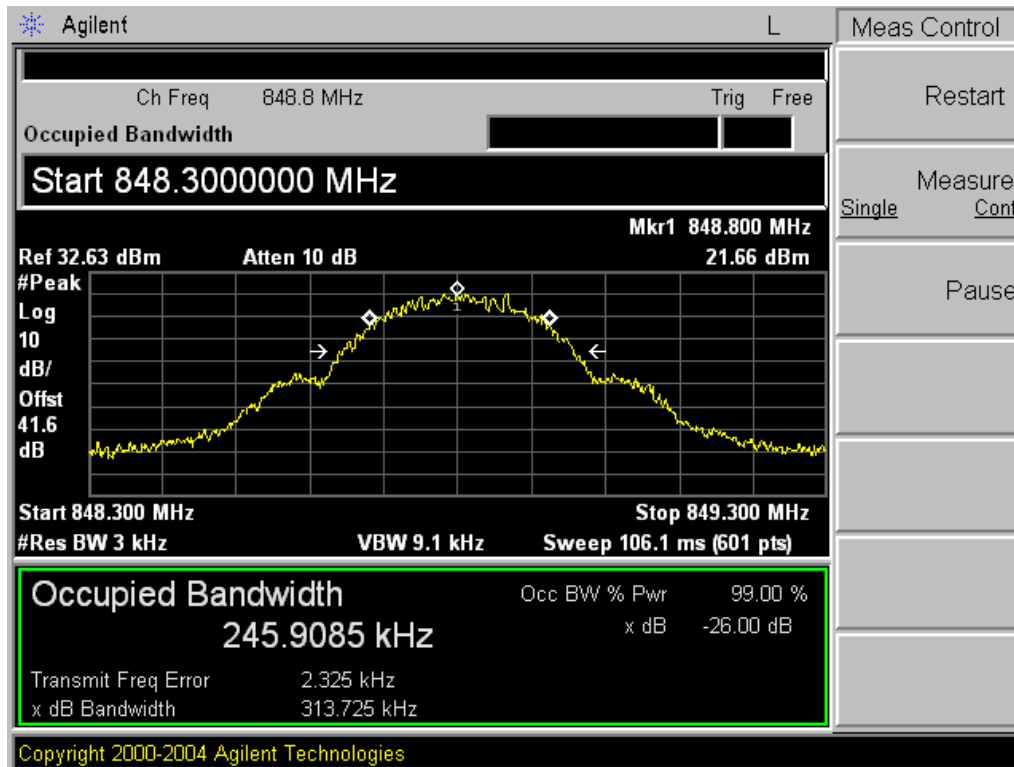 Agilent L Meas Control
Ch Freq 848.8 MHz Trig Free
Occupied Bandwidth
Start 848.3000000 MHz
Mkr1 848.800 MHz
Ref 32.63 dBm Atten 10 dB 21.66 dBm
#Peak
Log
10
dB/
Offst
41.6
dB
1
Start 848.300 MHz Stop 849.300 MHz
#Res BW 3 kHz VBW 9.1 kHz Sweep 106.1 ms (601 pts)
Occupied Bandwidth
245.9085 kHz
Occ BW % Pwr 99.00 %
x dB -26.00 dB
Transmit Freq Error 2.325 kHz
x dB Bandwidth 313.725 kHz
Copyright 2000-2004 Agilent Technologies
Restart
Measure
Single Cont
Pause